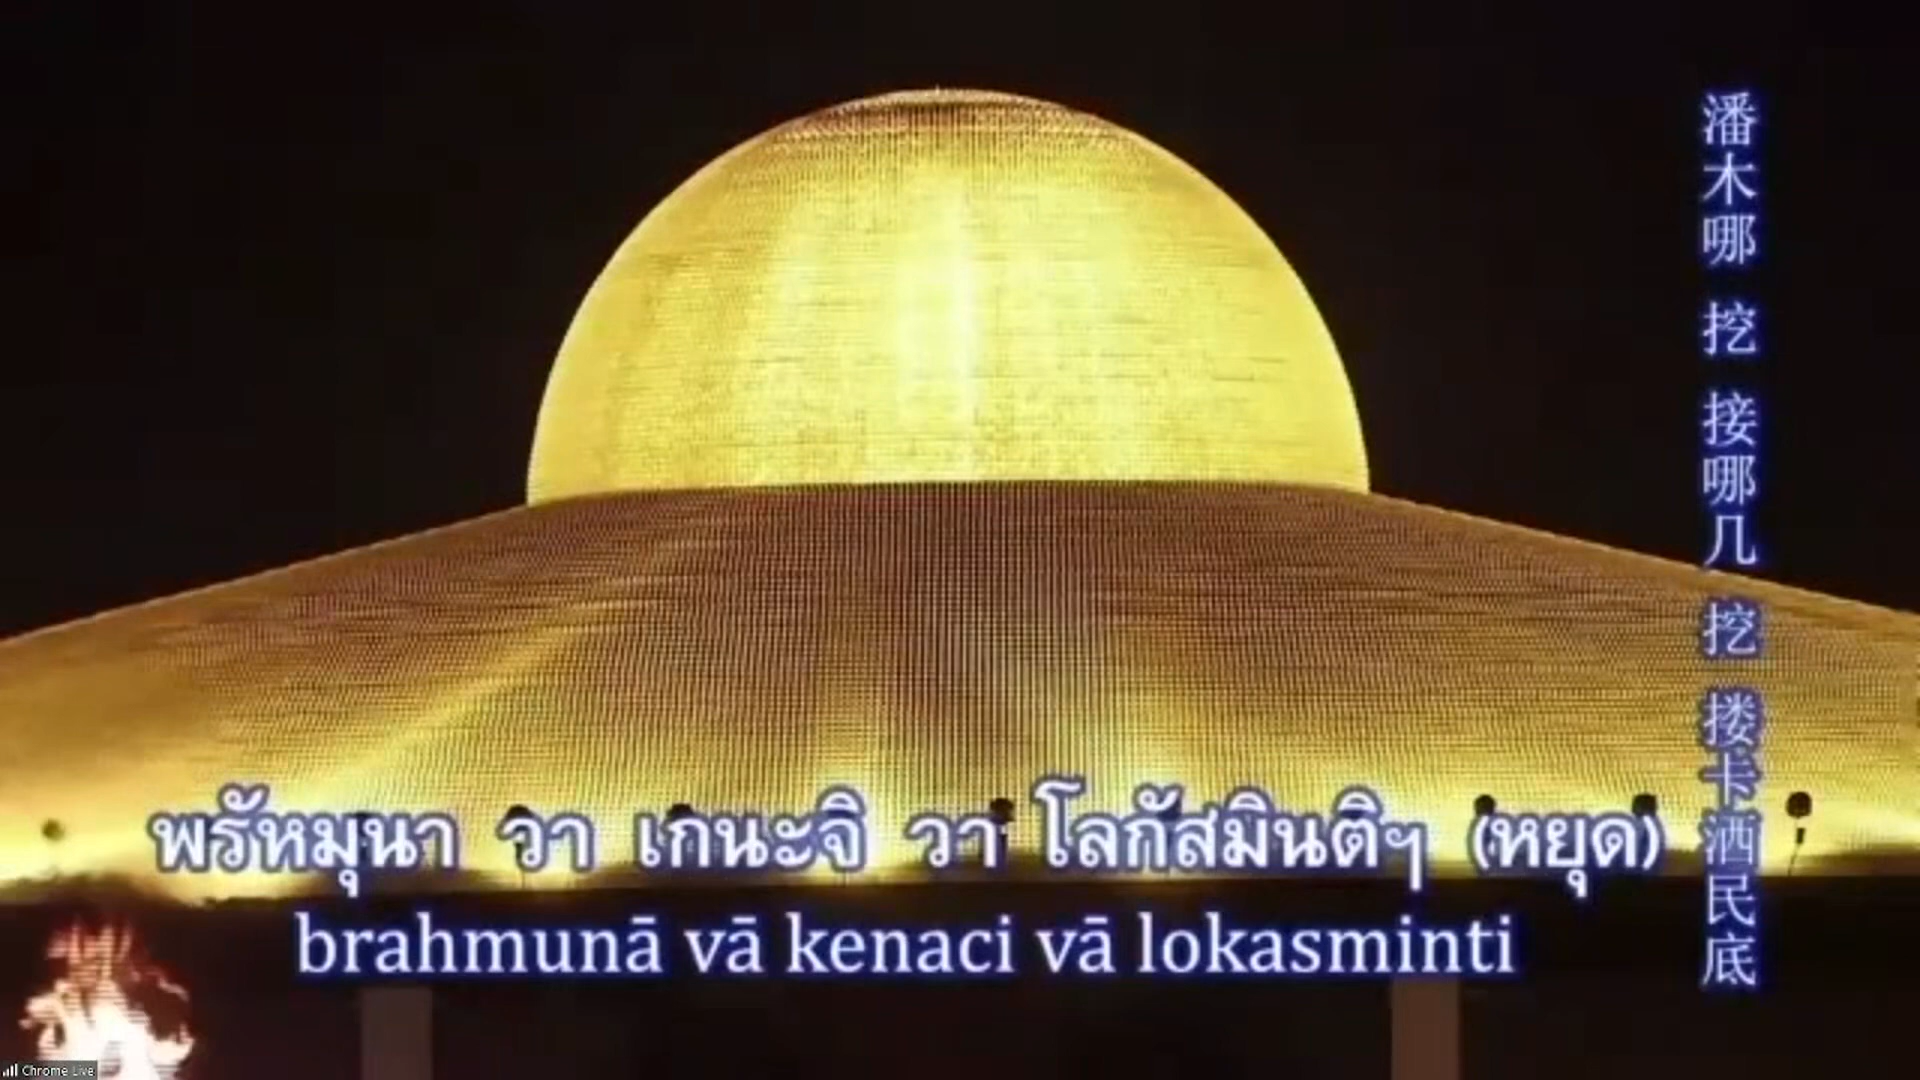 潘木哪 挖 接哪几 挖 搂卡洒民底
พรัหมุนา วา เกนะจิ วา โลกัสมินติฯ (หยุด)
brahmunā vā kenaci vā lokasminti
Chrome Live